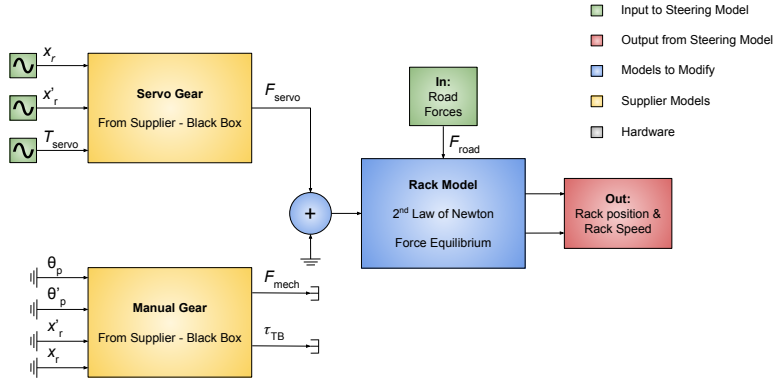 x_r
x'_r
T_servo
Servo Gear
From Supplier - Black Box
F_servo
In:
Road
Forces
F_road
Input to Steering Model
Output from Steering Model
Models to Modify
Supplier Models
Hardware
+
Rack Model
2nd Law of Newton
Force Equilibrium
Out:
Rack position &
Rack Speed
θ_p
θ'_p
x'_r
x_r
Manual Gear
From Supplier - Black Box
F_mech
τ_TB